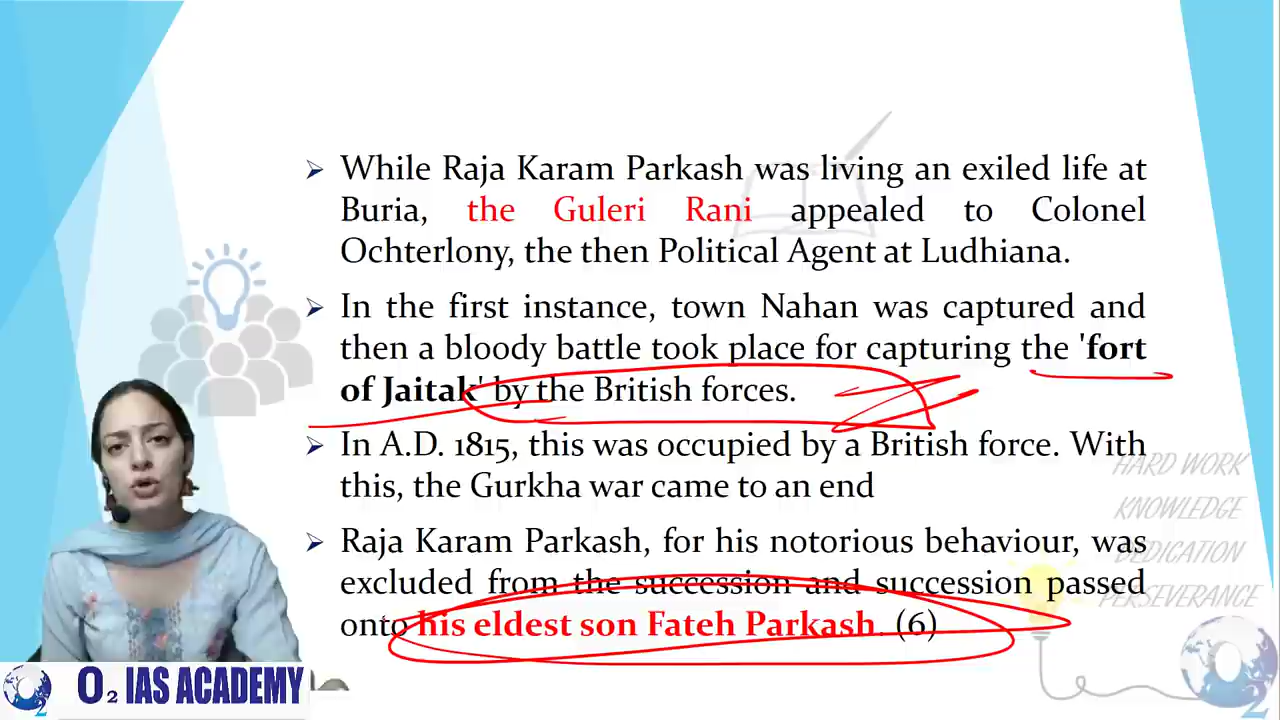 While Raja Karam Parkash was living an exiled life at
Buria, the Guleri Rani appealed to Colonel
Ochterlony, the then Political Agent at Ludhiana.
In the first instance, town Nahan was captured and
then a bloody battle took place for capturing the 'fort
of Jaitak' by the British forces.
In A.D. 1815, this was occupied by a British force. With
this, the Gurkha war came to an end
Raja Karam Parkash, for his notorious behaviour, was
excluded from the succession and succession passed
onto his eldest son Fateh Parkash. (6)
HARD WORK
KNOWLEDGE
DEDICATION
PERSEVERANCE
O2 IAS ACADEMY
2
2